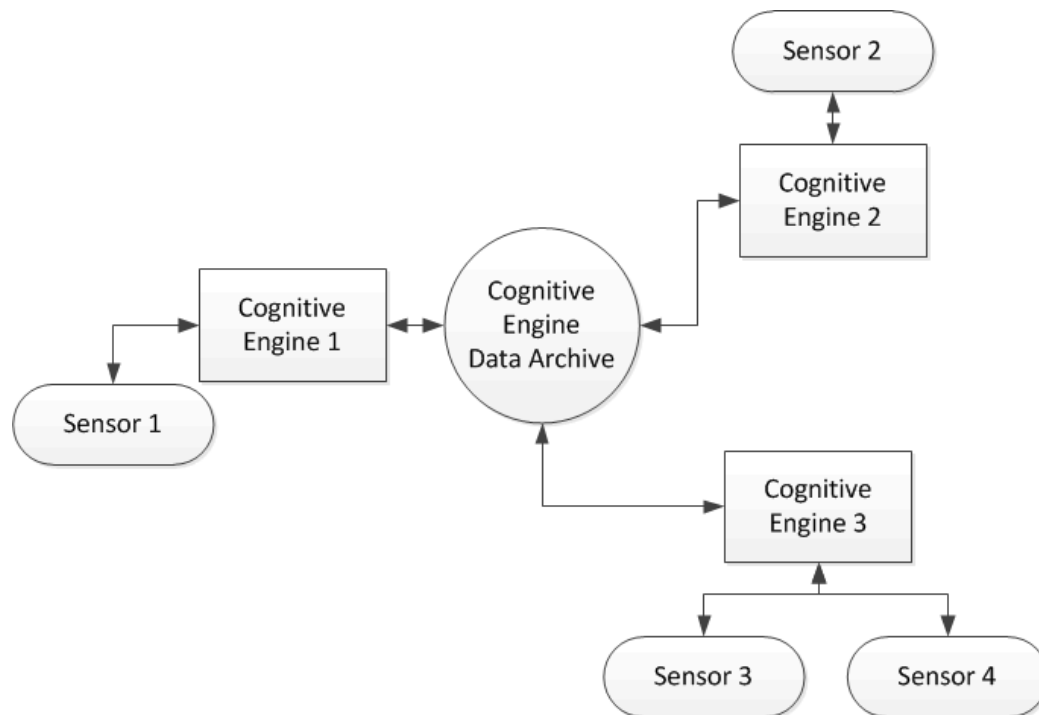 Sensor 2
Cognitive
Engine 2
Cognitive
Engine 1
Cognitive
Engine
Data Archive
Sensor 1
Cognitive
Engine 3
Sensor 3
Sensor 4